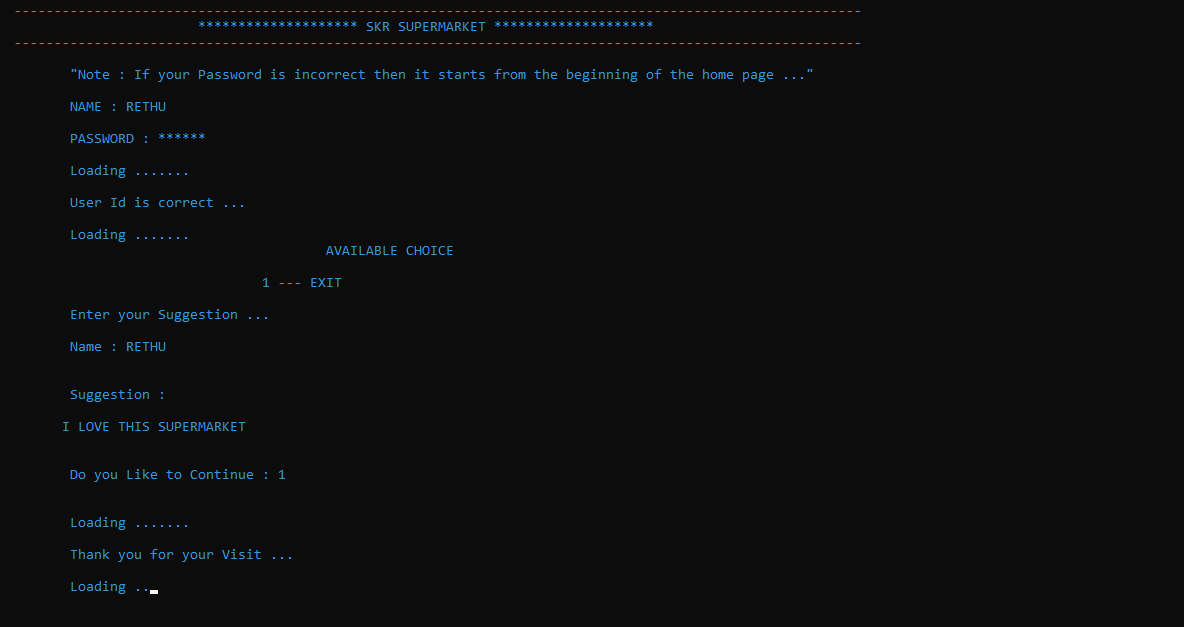 ----------------------------------------------------------------------------------------------------------
******************** SKR SUPERMARKET ********************
----------------------------------------------------------------------------------------------------------
"Note : If your Password is incorrect then it starts from the beginning of the home page ..."
NAME : RETHU
PASSWORD : ******
Loading .......
User Id is correct ...
Loading .......
AVAILABLE CHOICE
1 --- EXIT
Enter your Suggestion ...
Name : RETHU
Suggestion :
I LOVE THIS SUPERMARKET
Do you Like to Continue : 1
Loading .......
Thank you for your Visit ...
Loading ..